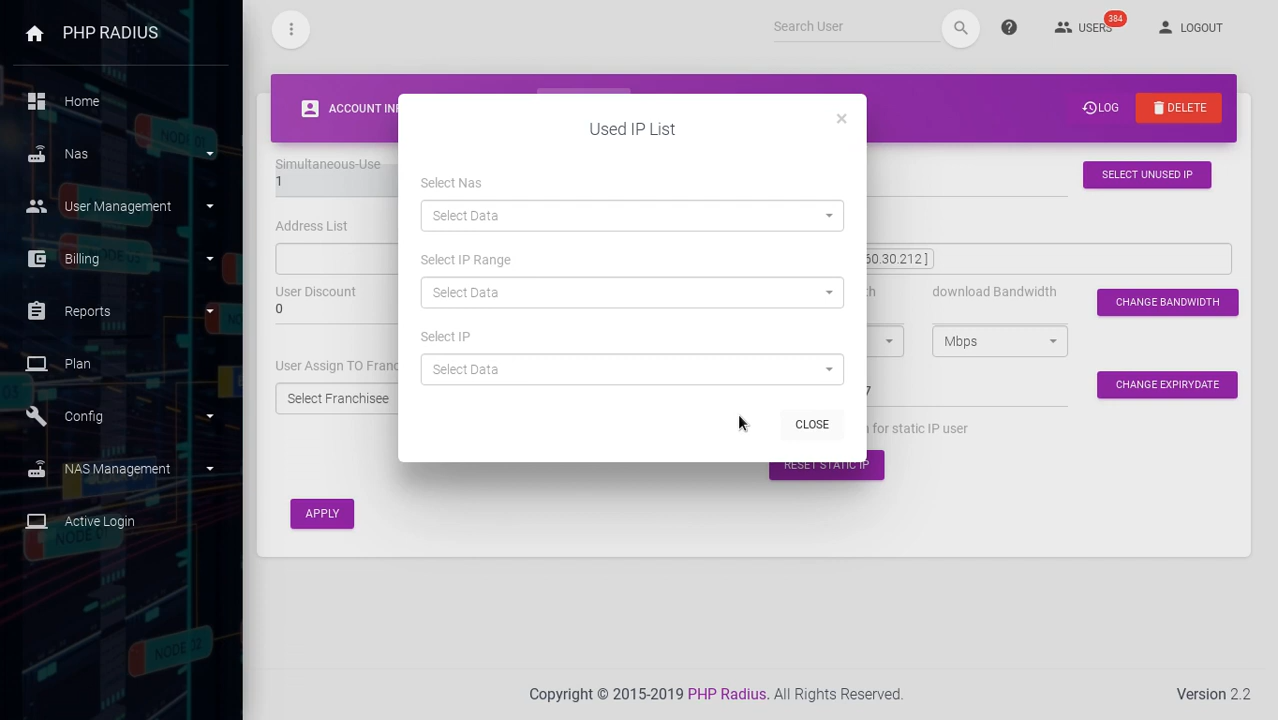 PHP RADIUS
Home
Nas
User Management
Billing
Reports
Plan
Config
NAS Management
Active Login
Search User
USERS
384
LOGOUT
ACCOUNT INF
LOG
DELETE
Simultaneous-Use
1
SELECT UNUSED IP
Address List
60.30.212 ]
User Discount
0
download Bandwidth
CHANGE BANDWIDTH
Mbps
User Assign TO Franc
Select Franchisee
CHANGE EXPIRYDATE
for static IP user
RESET STATIC IP
APPLY
Used IP List
×
Select Nas
Select Data
Select IP Range
Select Data
Select IP
Select Data
CLOSE
Copyright © 2015-2019 PHP Radius. All Rights Reserved.
Version 2.2